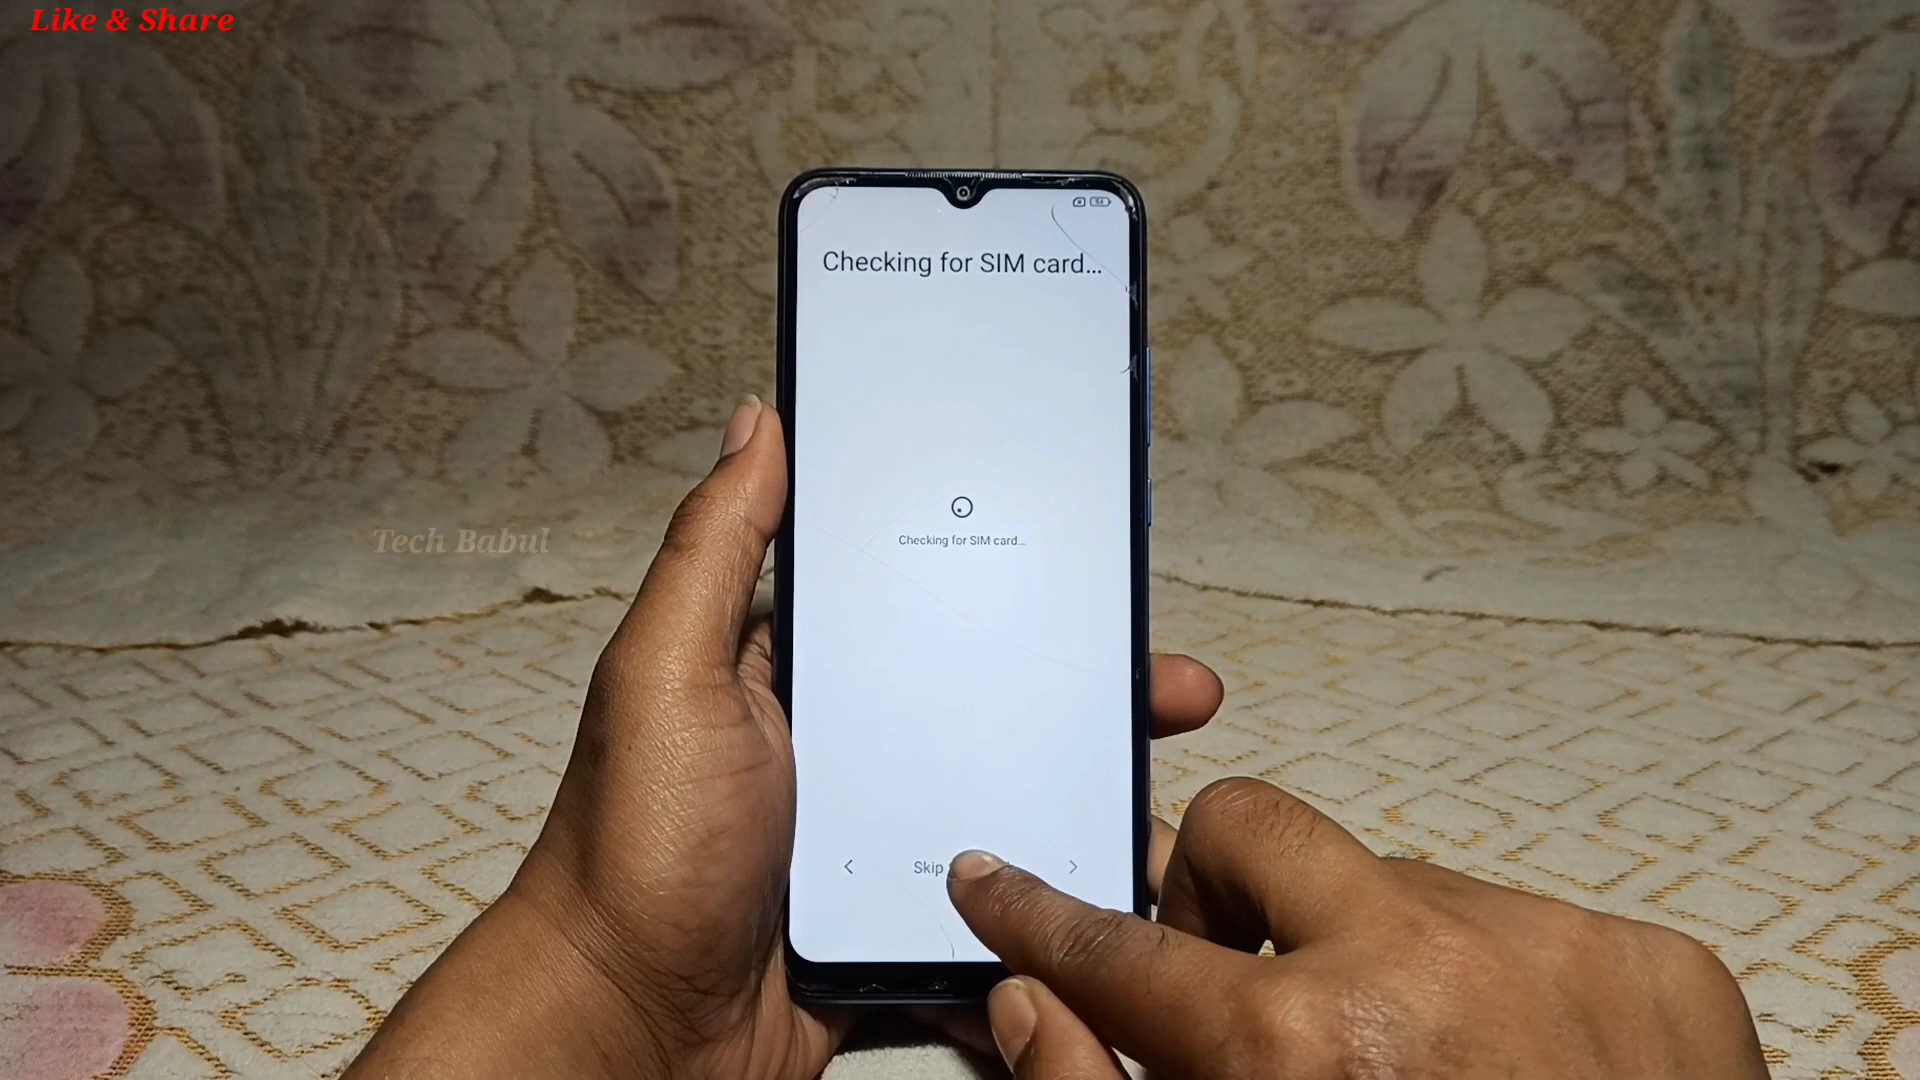 Like & Share
Checking for SIM card...
Checking for SIM card...
Tech Babul
Skip